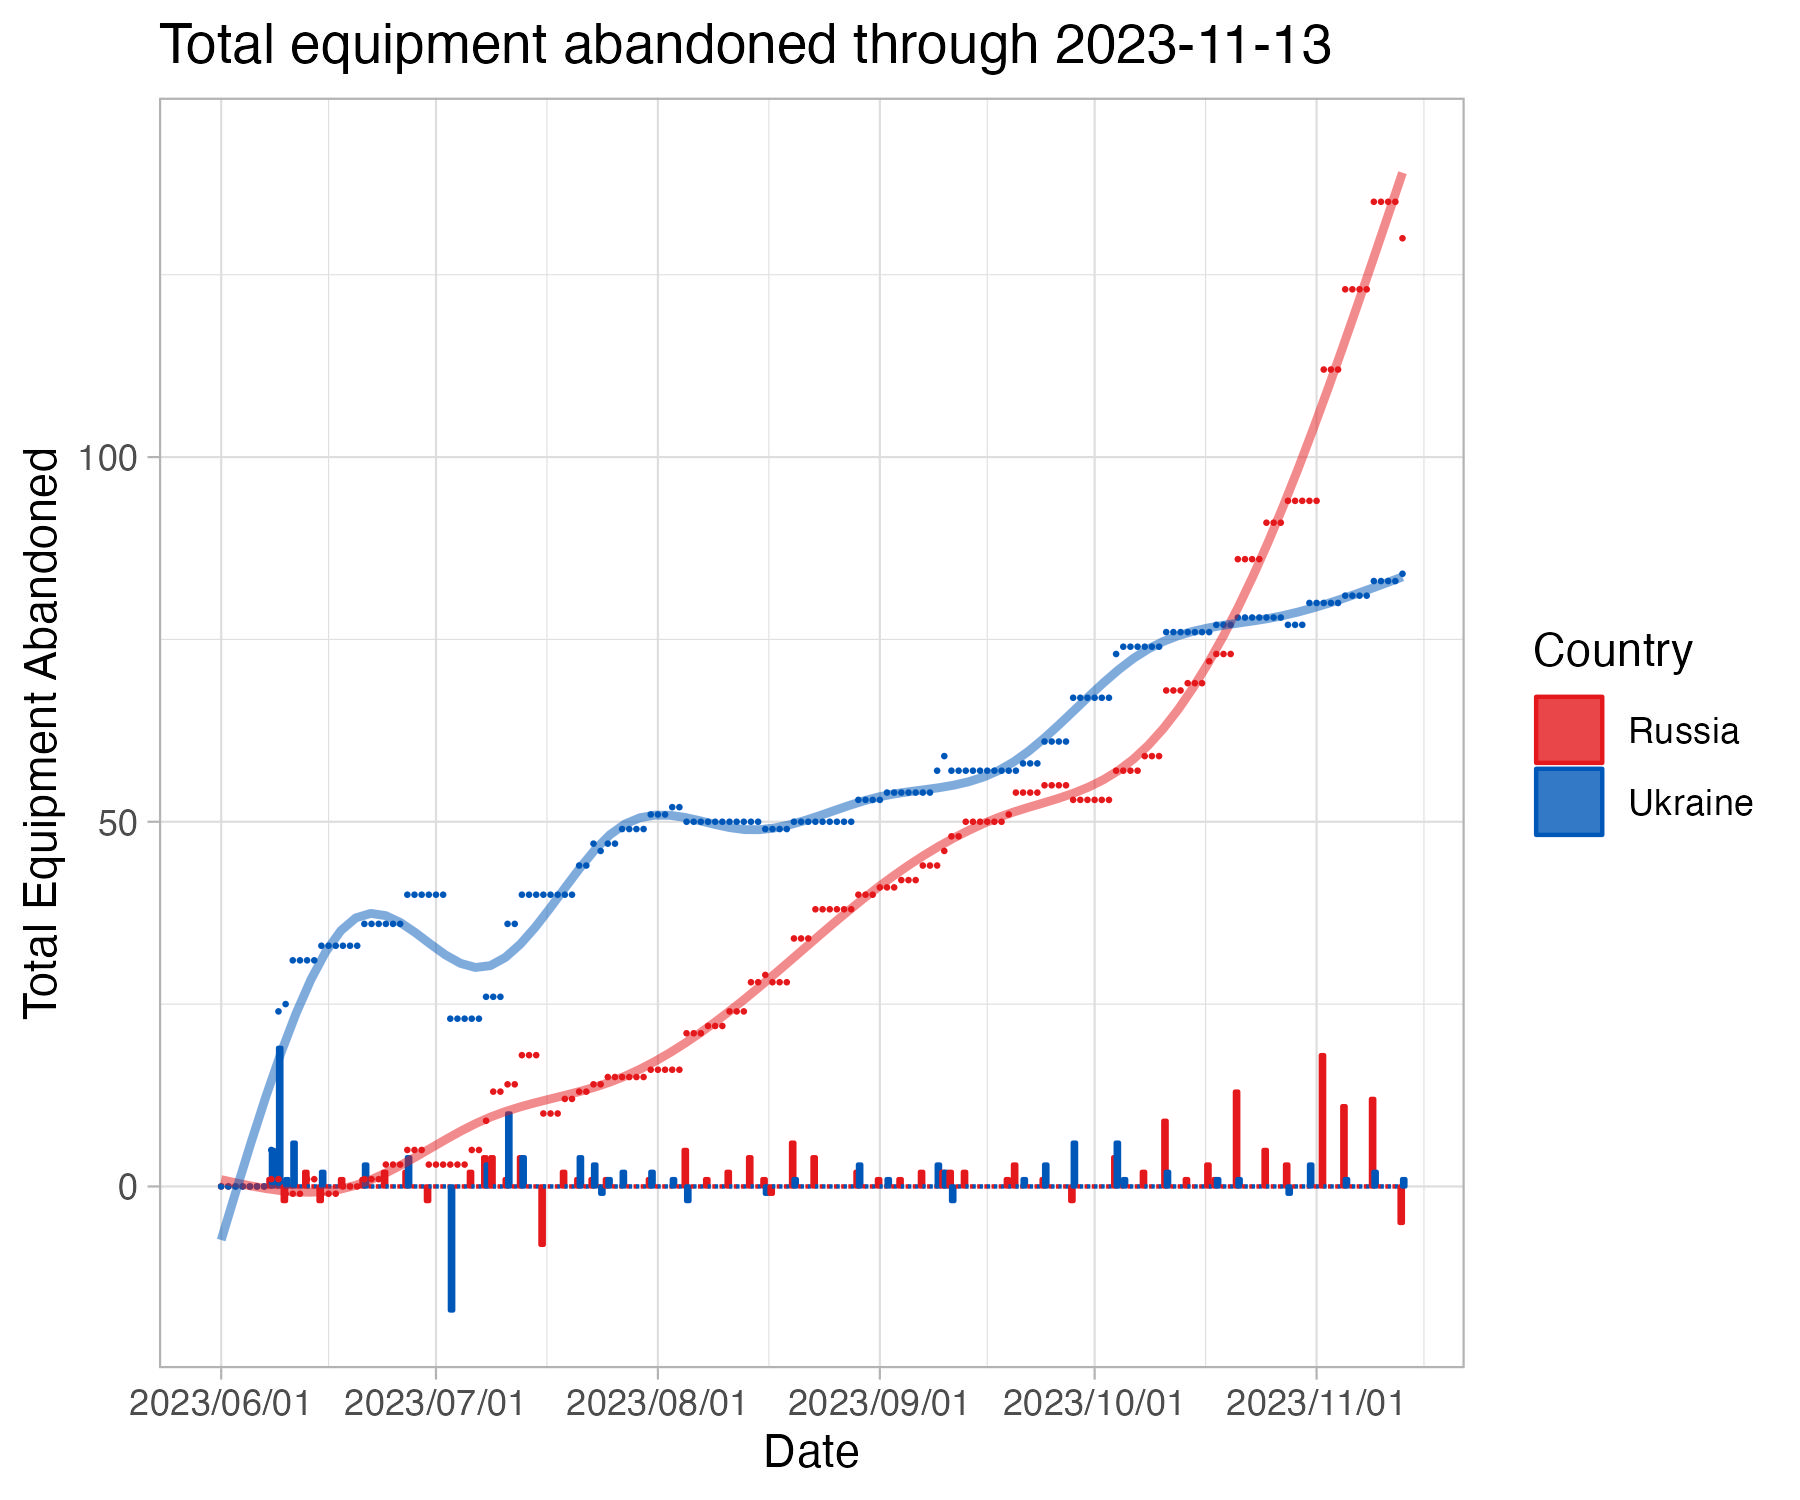 Total equipment abandoned through 2023-11-13
Total Equipment Abandoned
100
50
0
2023/06/01 2023/07/01 2023/08/01 2023/09/01 2023/10/01 2023/11/01
Date
Country
Russia
Ukraine